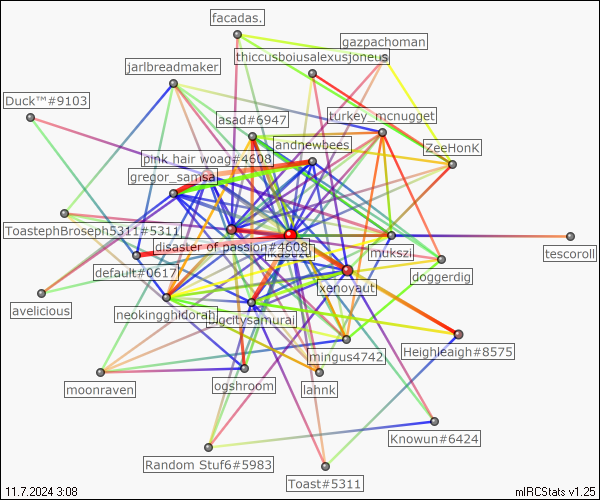 facadas.
gazpachoman
thiccusboiusalexusjoneus
jarlbreadmaker
Duck™#9103
asad#6947
turkey_mcnugget
andnewbees
ZeeHonK
pink hair woag#4608
gregor_samsa
ToastephBroseph5311#5311
disaster of passion#4608
mukszi
tescoroll
default#0617
doggerdig
xenoyaut
avelicious
neokingghidorah
bigcitysamurai
Heighleaigh#8575
mingus4742
moonraven
ogshroom
lahnk
Knowun#6424
Random Stuf6#5983
Toast#5311
11.7.2024 3:08
mIRCStats v1.25